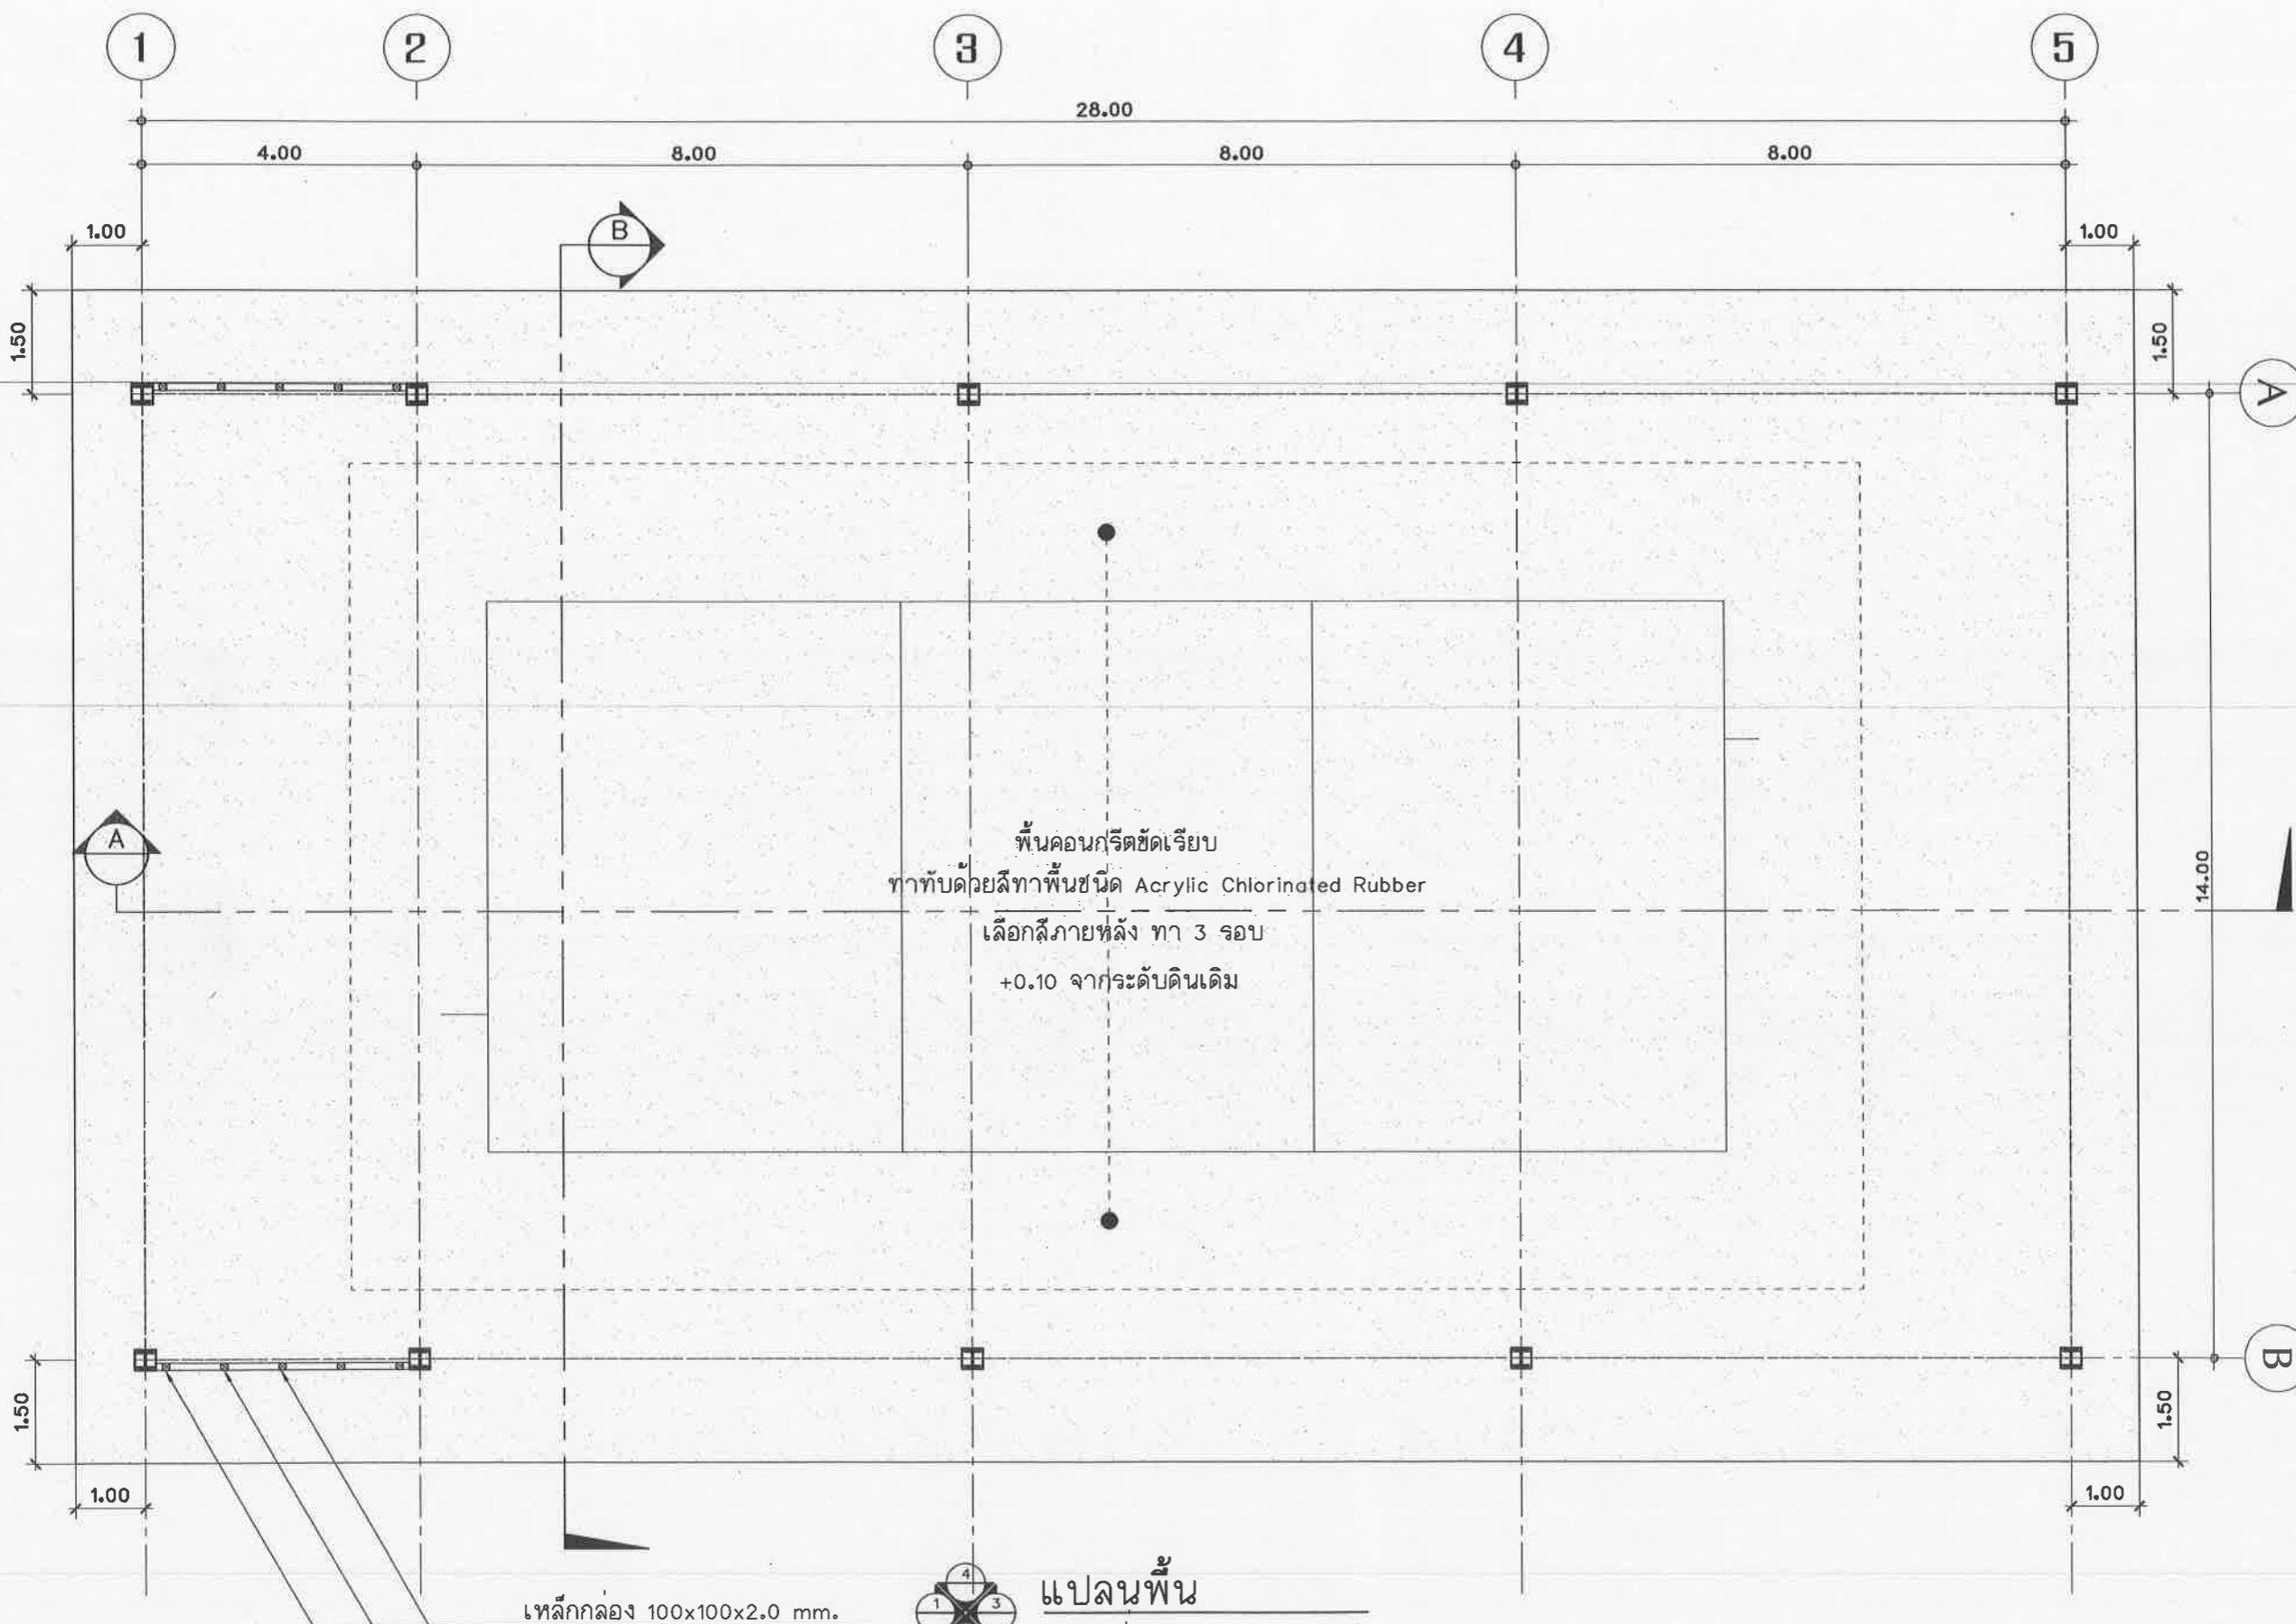 1 2 3 4 5
28.00
4.00 8.00 8.00 8.00
B
1.00 1.00
1.50 1.50
A
พื้นคอนกรีตขัดเรียบ
A
ทาทับด้วยสีทาพื้นชนิด Acrylic Chlorinated Rubber
14.00
เลือกสีภายหลัง ทา 3 รอบ
+0.10 จากระดับดินเดิม
B
1.50 1.50
1.00 1.00
4
แปลนพื้น
เหล็กกล่อง 100x100x2.0 mm.
1 3